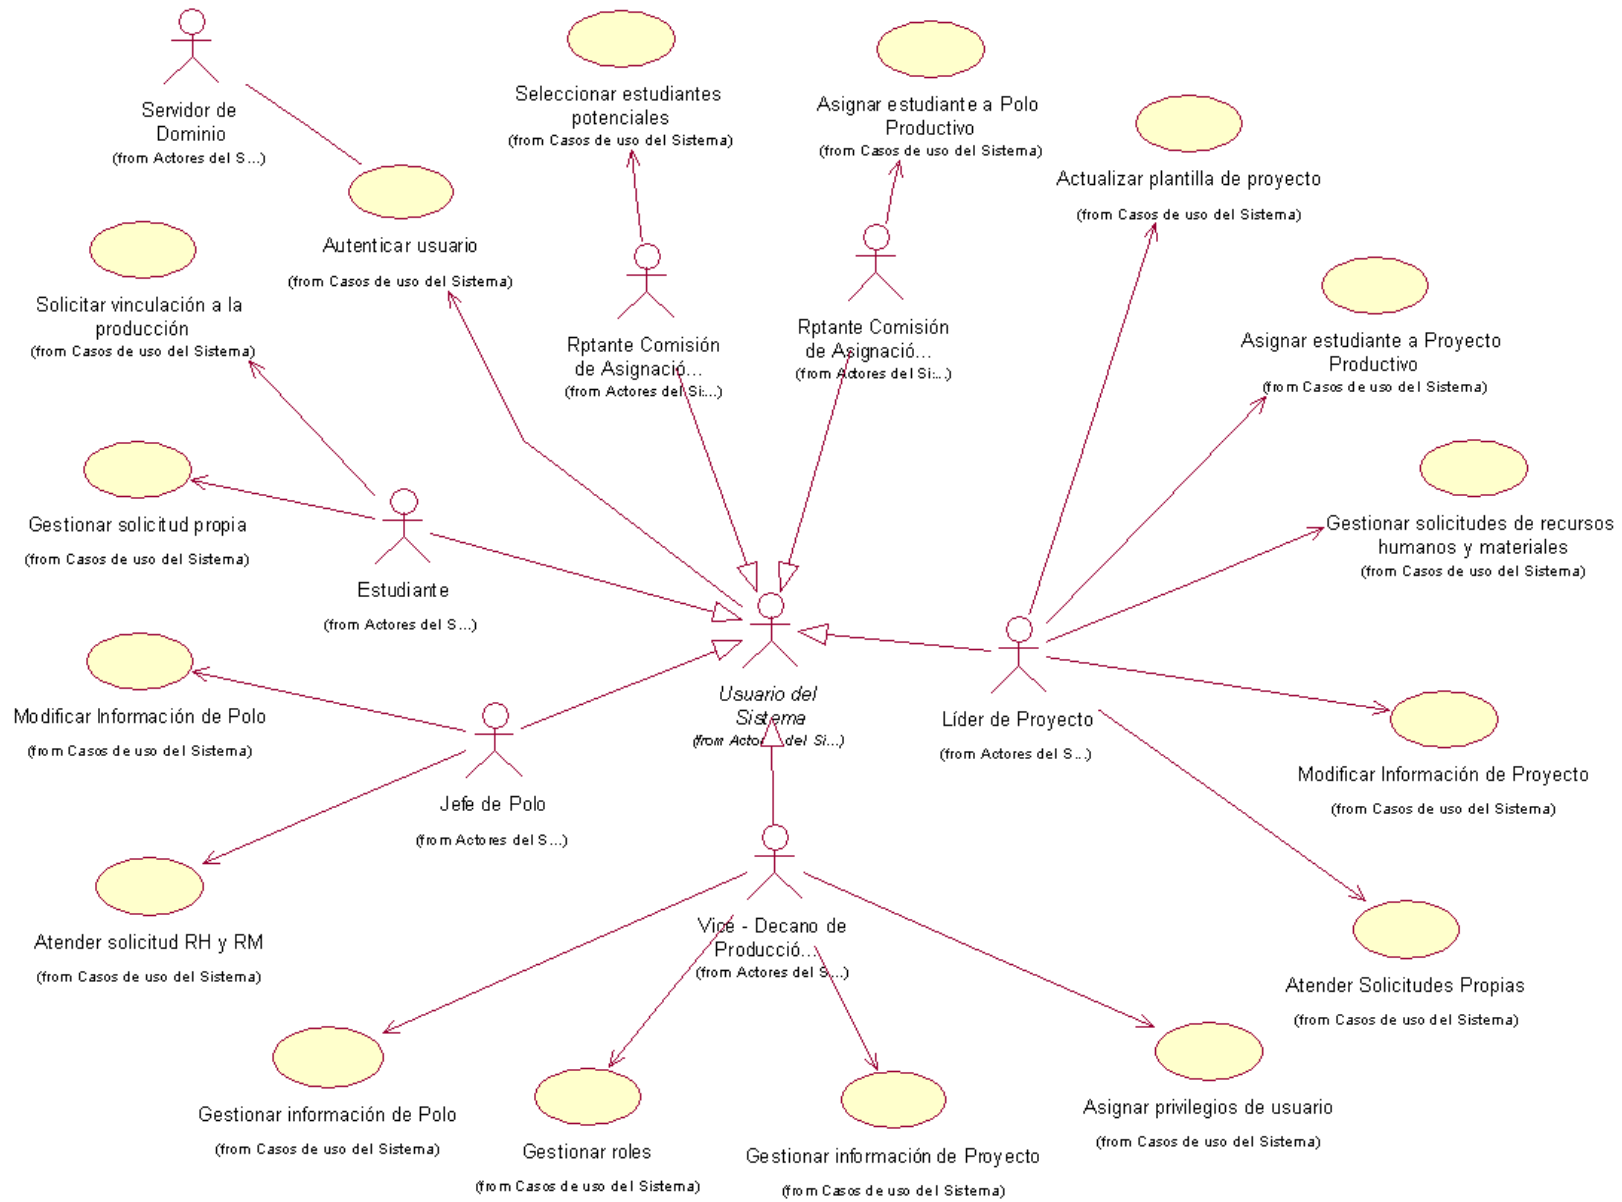 Servidor de
Dominio
(from Actores del S...)
Seleccionar estudiantes
potenciales
(from Casos de uso del Sistema)
Asignar estudiante a Polo
Productivo
(from Casos de uso del Sistema)
Actualizar plantilla de proyecto
(from Casos de uso del Sistema)
Autenticar usuario
(from Casos de uso del Sistema)
Solicitar vinculación a la
producción
(from Casos de uso del Sistema)
Rptante Comisión
de Asignació...
(from Actores del Si:...)
Rptante Comisión
de Asignació...
(from Actores del Si:...)
Asignar estudiante a Proyecto
Productivo
(from Casos de uso del Sistema)
Gestionar solicitud propia
(from Casos de uso del Sistema)
Estudiante
(from Actores del S...)
Gestionar solicitudes de recursos
humanos y materiales
(from Casos de uso del Sistema)
Usuario del
Sistema
(from Actores del Si...)
Líder de Proyecto
(from Actores del S...)
Modificar Información de Polo
(from Casos de uso del Sistema)
Jefe de Polo
(from Actores del S...)
Modificar Información de Proyecto
(from Casos de uso del Sistema)
Atender solicitud RH y RM
(from Casos de uso del Sistema)
Vice - Decano de
Producció...
(from Actores del S...)
Atender Solicitudes Propias
(from Casos de uso del Sistema)
Gestionar información de Polo
(from Casos de uso del Sistema)
Gestionar roles
(from Casos de uso del Sistema)
Gestionar información de Proyecto
(from Casos de uso del Sistema)
Asignar privilegios de usuario
(from Casos de uso del Sistema)